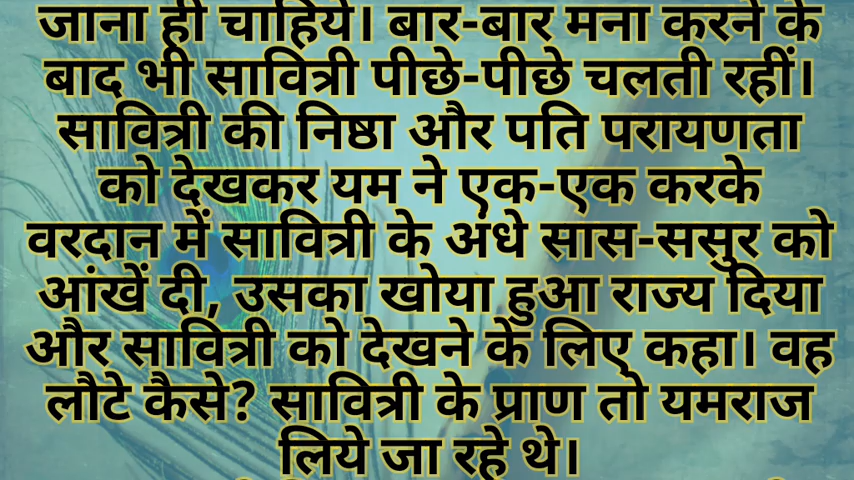 जाना ही चाहिये। बार-बार मना करने के
बाद भी सावित्री पीछे-पीछे चलती रहीं।
सावित्री की निष्ठा और पति परायणता
को देखकर यम ने एक-एक करके
वरदान में सावित्री के अंधे सास-ससुर को
आंखें दी, उसका खोया हुआ राज्य दिया
और सावित्री को देखने के लिए कहा। वह
लौटे कैसे? सावित्री के प्राण तो यमराज
लिये जा रहे थे।